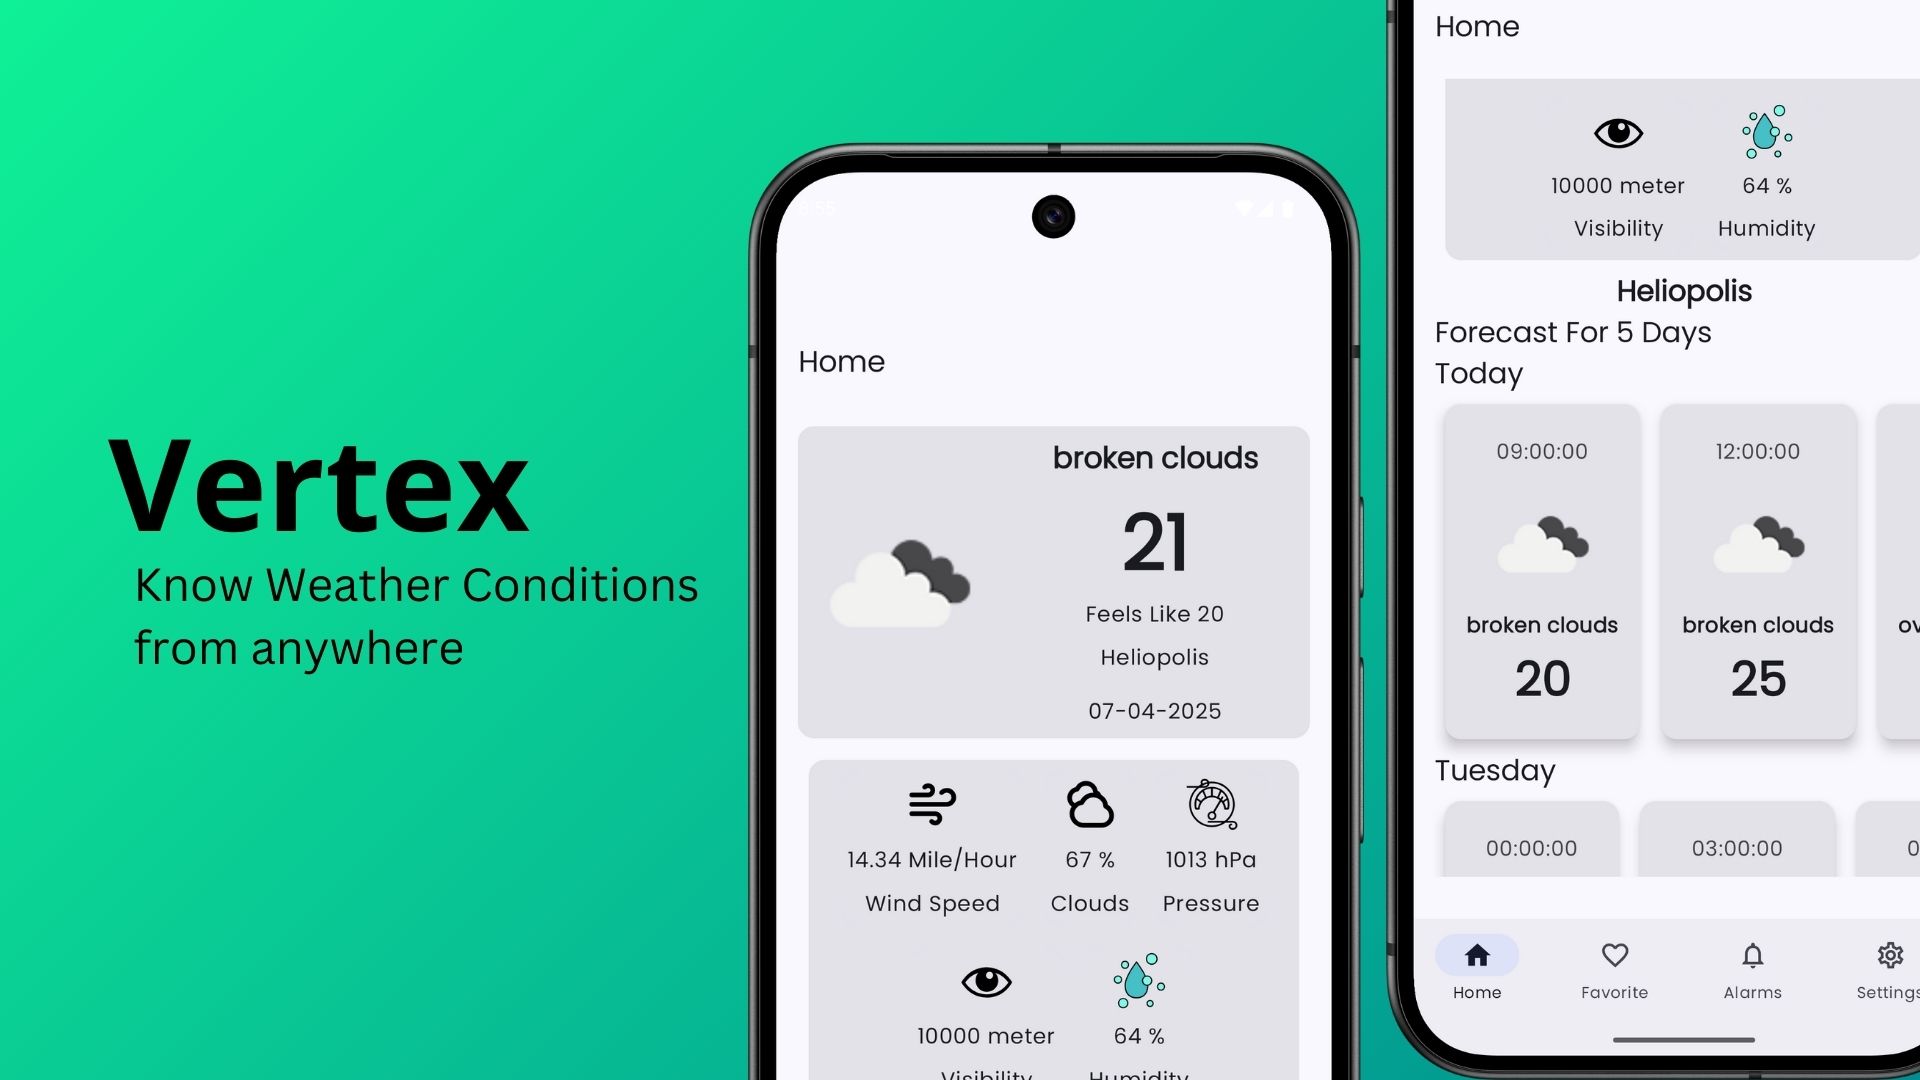 Vertex
Know Weather Conditions
from anywhere
8:55
Home
broken clouds
21
Feels Like 20
Heliopolis
07-04-2025
14.34 Mile/Hour 67 % 1013 hPa
Wind Speed Clouds Pressure
10000 meter 64 %
Visibility Humidity
Home
10000 meter 64 %
Visibility Humidity
Heliopolis
Forecast For 5 Days
Today
09:00:00 12:00:00
broken clouds broken clouds ov
20 25
Tuesday
00:00:00 03:00:00 0
Home Favorite Alarms Settings